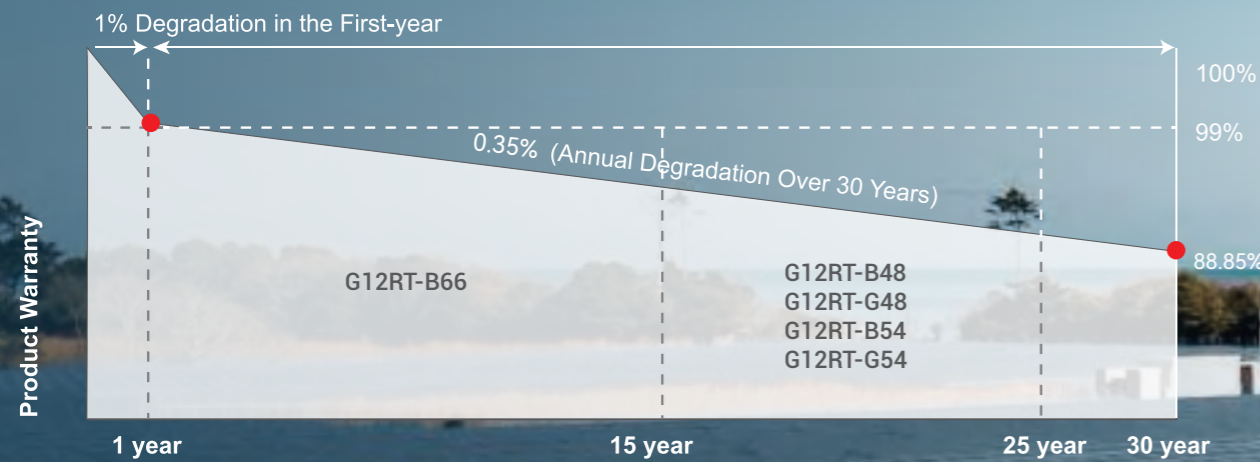 1% Degradation in the First-year
100%
99%
0.35% (Annual Degradation Over 30 Years)
88.85%
Product Warranty
G12RT-B66
G12RT-B48
G12RT-G48
G12RT-B54
G12RT-G54
1 year
15 year
25 year
30 year